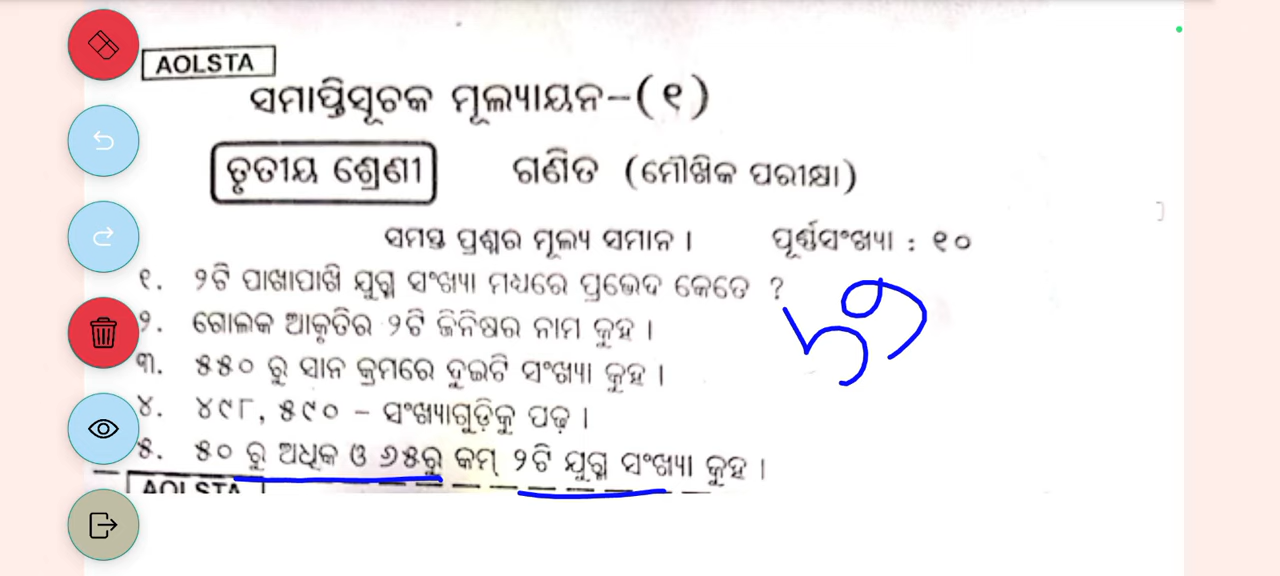 AOLSTA
ସମାପ୍ତିସୂଚକ ମୂଲ୍ୟାୟନ-(୧)
ତୃତୀୟ ଶ୍ରେଣୀ ଗଣିତ (ମୌଖିକ ପରୀକ୍ଷା)
ସମସ୍ତ ପ୍ରଶ୍ନର ମୂଲ୍ୟ ସମାନ । ପୂର୍ଣ୍ଣସଂଖ୍ୟା : ୧୦
୧. ୨ଟି ପାଖାପାଖି ଯୁଗ୍ମ ସଂଖ୍ୟା ମଧ୍ୟରେ ପ୍ରଭେଦ କେତେ ?
୨. ଗୋଲକ ଆକୃତିର ୨ଟି ଜିନିଷର ନାମ କୁହ ।
୩. ୫୫୦ ରୁ ସାନ କ୍ରମରେ ଦୁଇଟି ସଂଖ୍ୟା କୁହ ।
୪. ୪୯୮, ୫୯୦ – ସଂଖ୍ୟାଗୁଡ଼ିକୁ ପଢ଼ ।
୫. ୫୦ ରୁ ଅଧିକ ଓ ୬୫ରୁ କମ୍ ୨ଟି ଯୁଗ୍ମ ସଂଖ୍ୟା କୁହ ।
AOLSTA